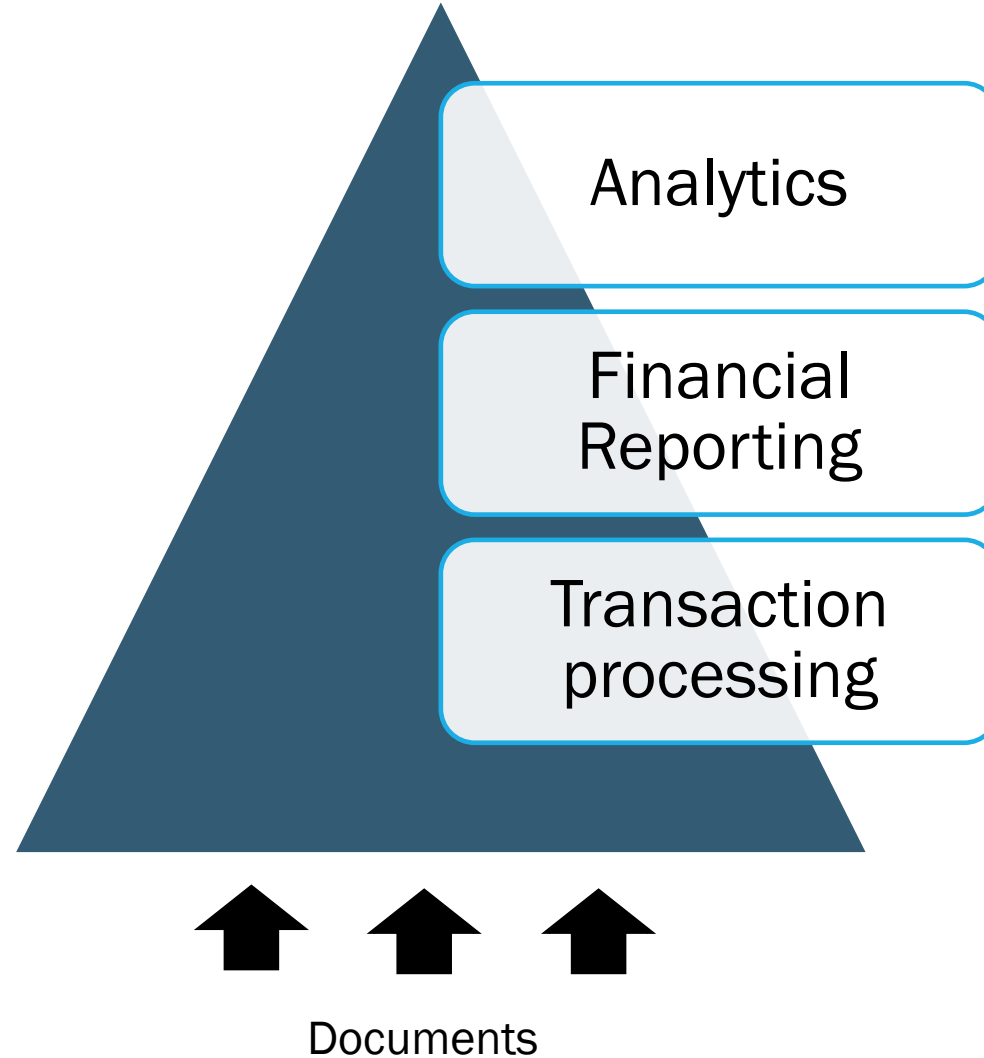 Analytics
Financial
Reporting
Transaction
processing
Documents